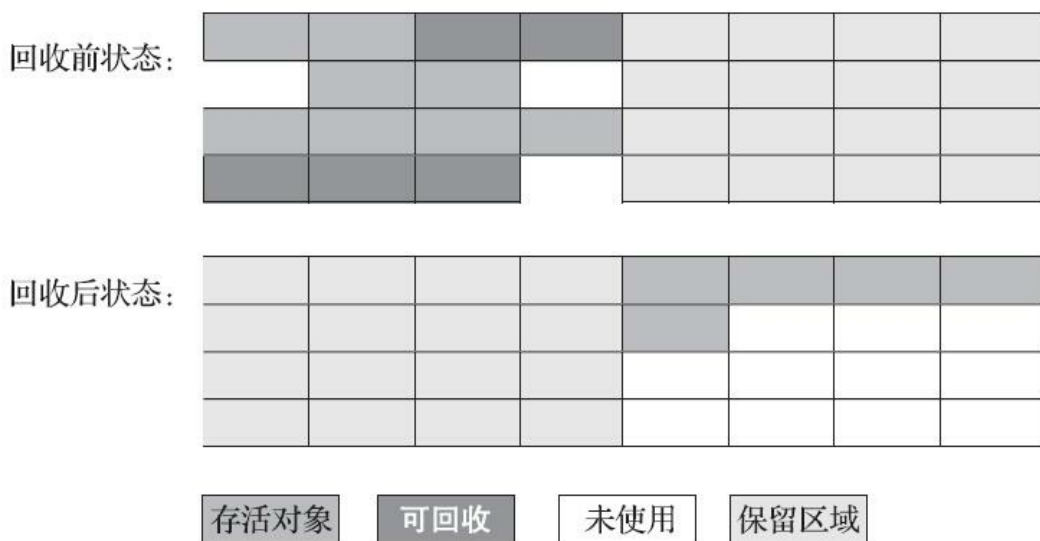 回收前状态：
回收后状态：
存活对象
可回收
未使用
保留区域